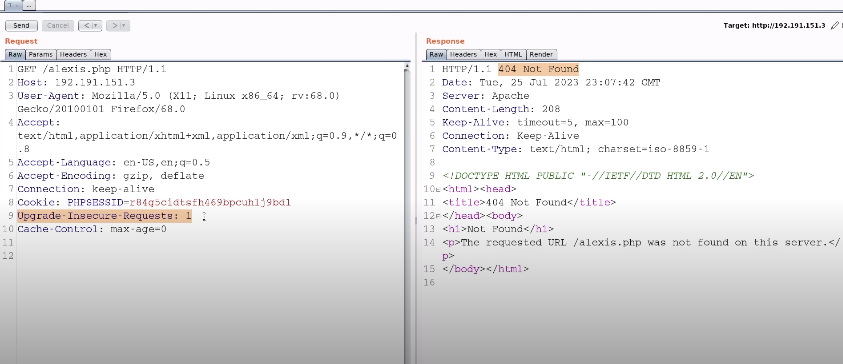 1 ...
Send Cancel < > Target: http://192.191.151.3
Request
Raw Params Headers Hex
1 GET /alexis.php HTTP/1.1
2 Host: 192.191.151.3
3 User-Agent: Mozilla/5.0 (X11; Linux x86_64; rv:68.0)
Gecko/20100101 Firefox/68.0
4 Accept:
text/html,application/xhtml+xml,application/xml;q=0.9,*/*;q=0
.8
5 Accept-Language: en-US,en;q=0.5
6 Accept-Encoding: gzip, deflate
7 Connection: keep-alive
8 Cookie: PHPSESSID=r84g5cidtsfh469bpcuhlj9bd1
9 Upgrade-Insecure-Requests: 1
10 Cache-Control: max-age=0
11
12
Response
Raw Headers Hex HTML Render
1 HTTP/1.1 404 Not Found
2 Date: Tue, 25 Jul 2023 23:07:42 GMT
3 Server: Apache
4 Content-Length: 208
5 Keep-Alive: timeout=5, max=100
6 Connection: Keep-Alive
7 Content-Type: text/html; charset=iso-8859-1
8
9 <!DOCTYPE HTML PUBLIC "-//IETF//DTD HTML 2.0//EN">
10 <html><head>
11 <title>404 Not Found</title>
12 </head><body>
13 <h1>Not Found</h1>
14 <p>The requested URL /alexis.php was not found on this server.</
p>
15 </body></html>
16